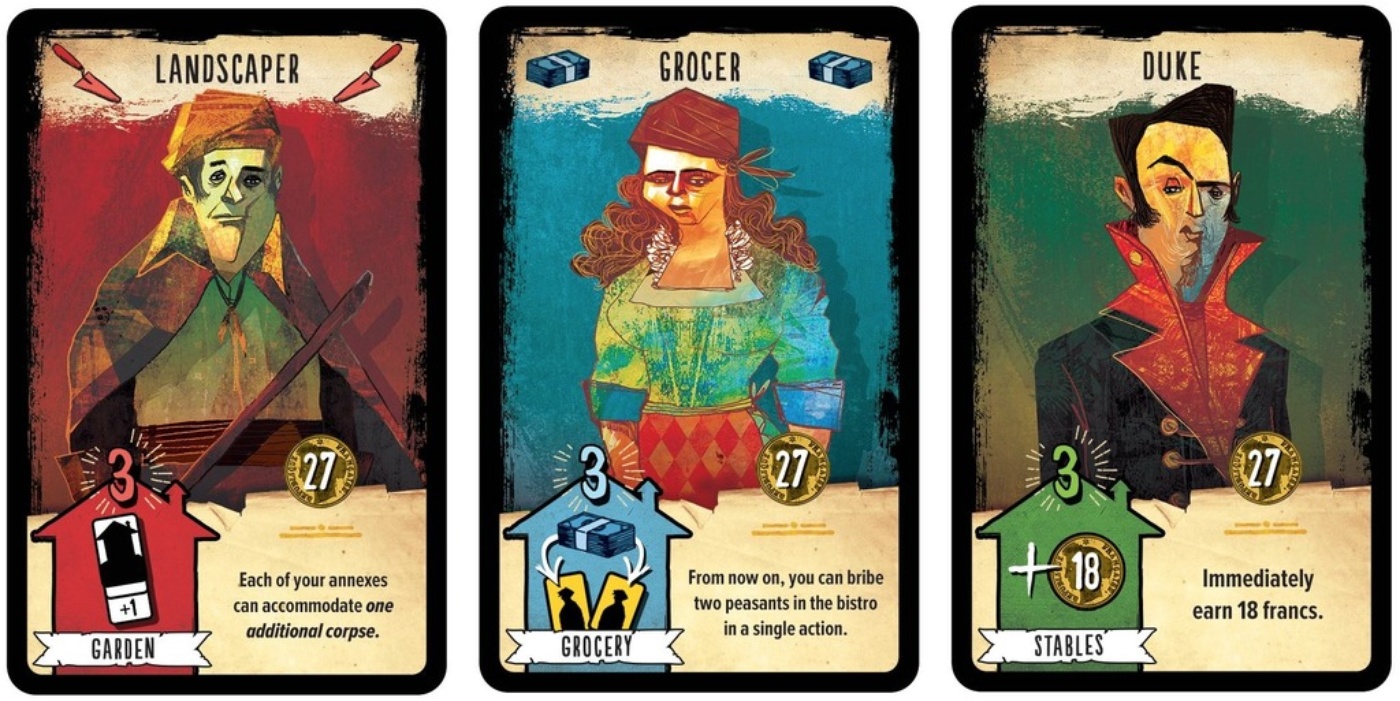 LANDSCAPER
3
27
+1
Each of your annexes
can accommodate one
additional corpse.
GARDEN
GROCER
3
27
From now on, you can bribe
two peasants in the bistro
in a single action.
GROCERY
DUKE
3
27
+ 18
Immediately
earn 18 francs.
STABLES